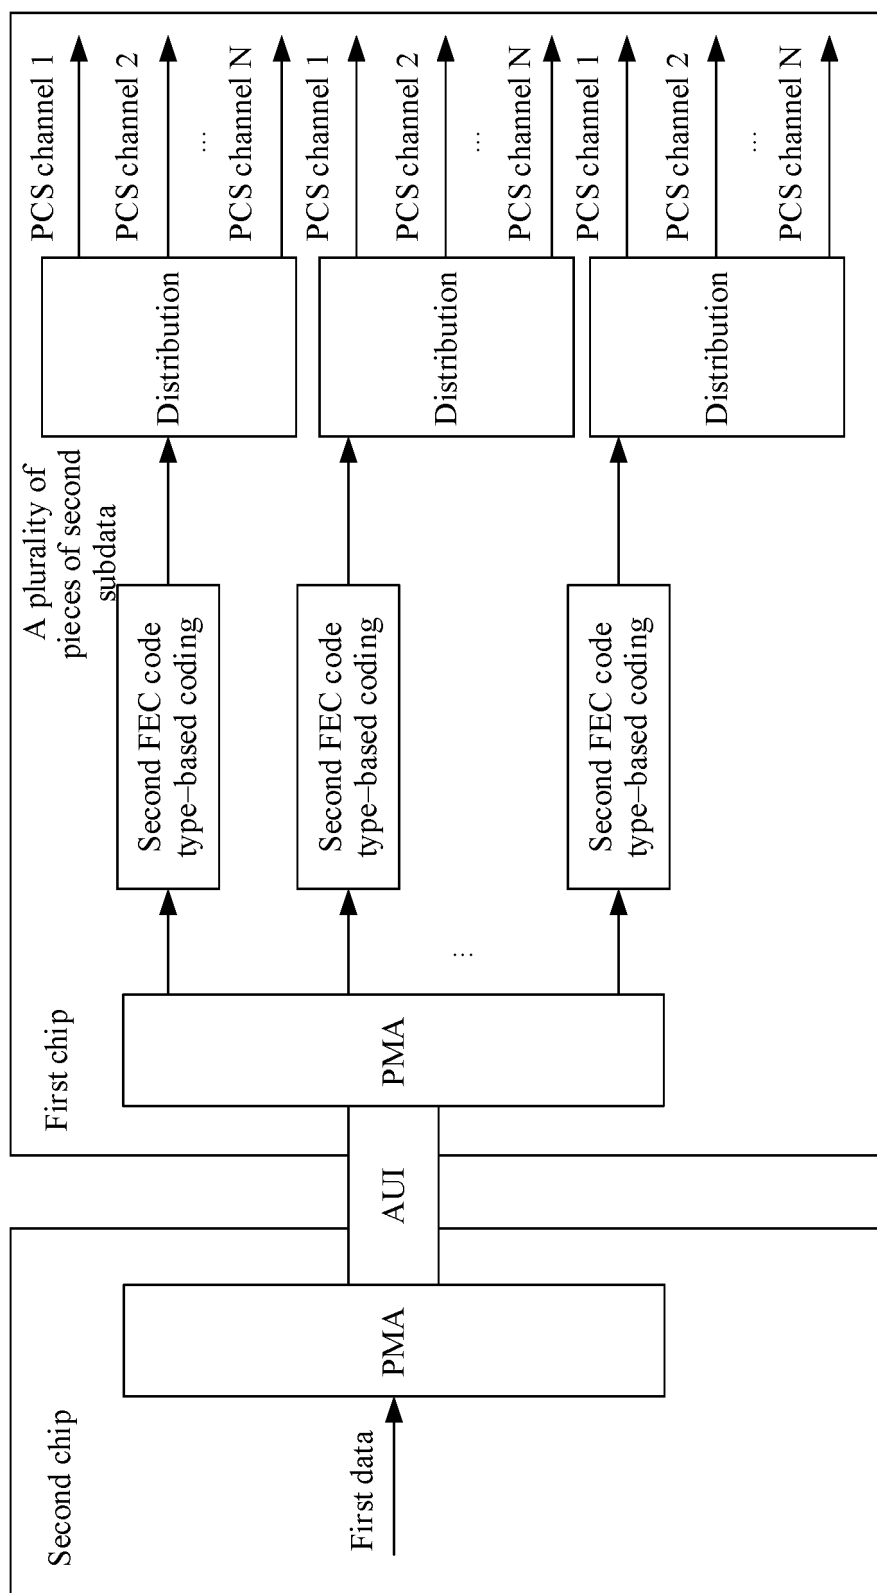 Second chip
First data
PMA
AUI
First chip
PMA
...
Second FEC code
type-based coding
Second FEC code
type-based coding
Second FEC code
type-based coding
A plurality of
pieces of second
subdata
Distribution
PCS channel 1
PCS channel 2
...
PCS channel N
Distribution
PCS channel 1
PCS channel 2
...
PCS channel N
Distribution
PCS channel 1
PCS channel 2
...
PCS channel N